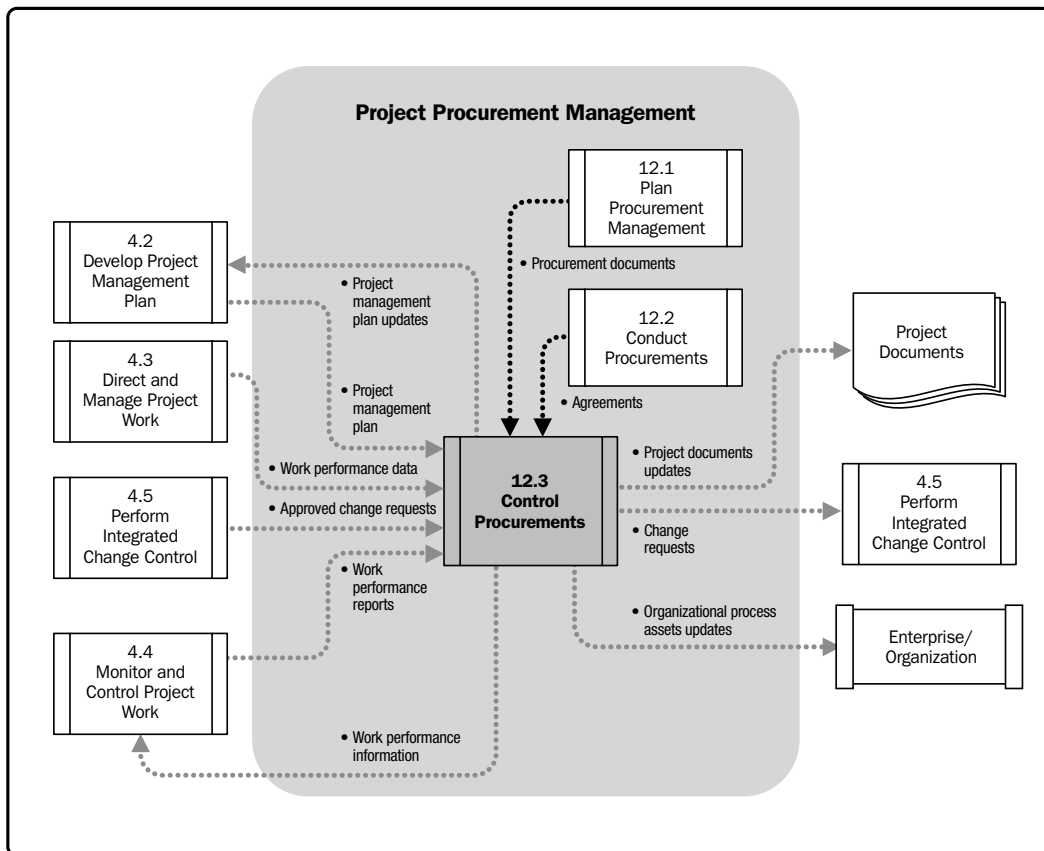 Project Procurement Management
12.1
Plan
Procurement
Management
4.2
Develop Project
Management
Plan
• Procurement documents
• Project
management
plan updates
12.2
Conduct
Procurements
Project
Documents
4.3
Direct and
Manage Project
Work
• Project
management
plan
• Agreements
• Work performance data
12.3
Control
Procurements
• Project documents
updates
4.5
Perform
Integrated
Change Control
• Approved change requests
• Change
requests
4.5
Perform
Integrated
Change Control
• Work
performance
reports
• Organizational process
assets updates
Enterprise/
Organization
4.4
Monitor and
Control Project
Work
• Work performance
information